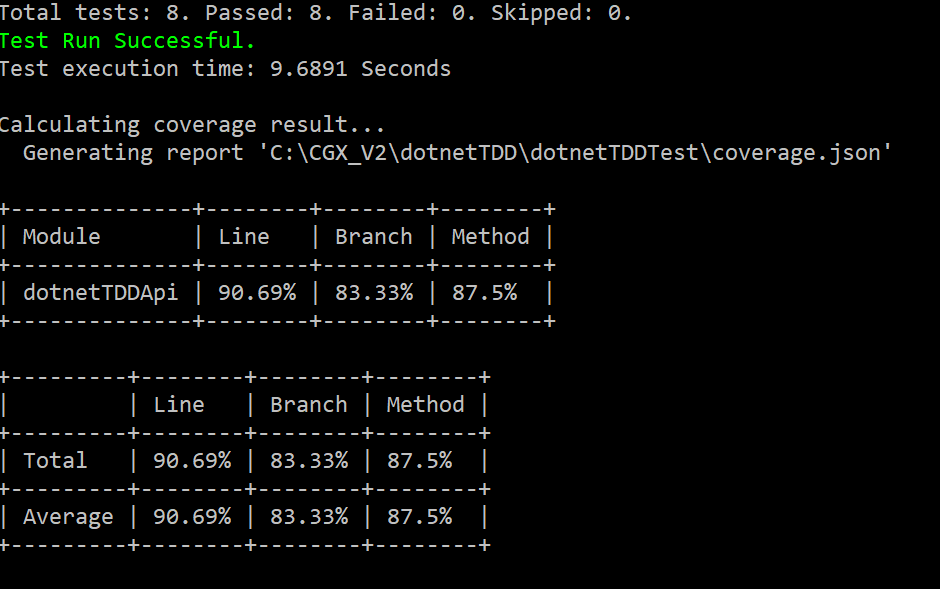 Total tests: 8. Passed: 8. Failed: 0. Skipped: 0.
Test Run Successful.
Test execution time: 9.6891 Seconds

Calculating coverage result...
  Generating report 'C:\CGX_V2\dotnetTDD\dotnetTDDTest\coverage.json'

+--------------+--------+--------+--------+
| Module       | Line   | Branch | Method |
+--------------+--------+--------+--------+
| dotnetTDDApi | 90.69% | 83.33% | 87.5%  |
+--------------+--------+--------+--------+

+---------+--------+--------+--------+
|         | Line   | Branch | Method |
+---------+--------+--------+--------+
| Total   | 90.69% | 83.33% | 87.5%  |
+---------+--------+--------+--------+
| Average | 90.69% | 83.33% | 87.5%  |
+---------+--------+--------+--------+